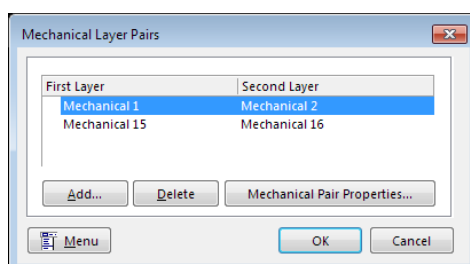 Mechanical Layer Pairs
First Layer Second Layer
Mechanical 1 Mechanical 2
Mechanical 15 Mechanical 16
Add... Delete Mechanical Pair Properties...
Menu OK Cancel